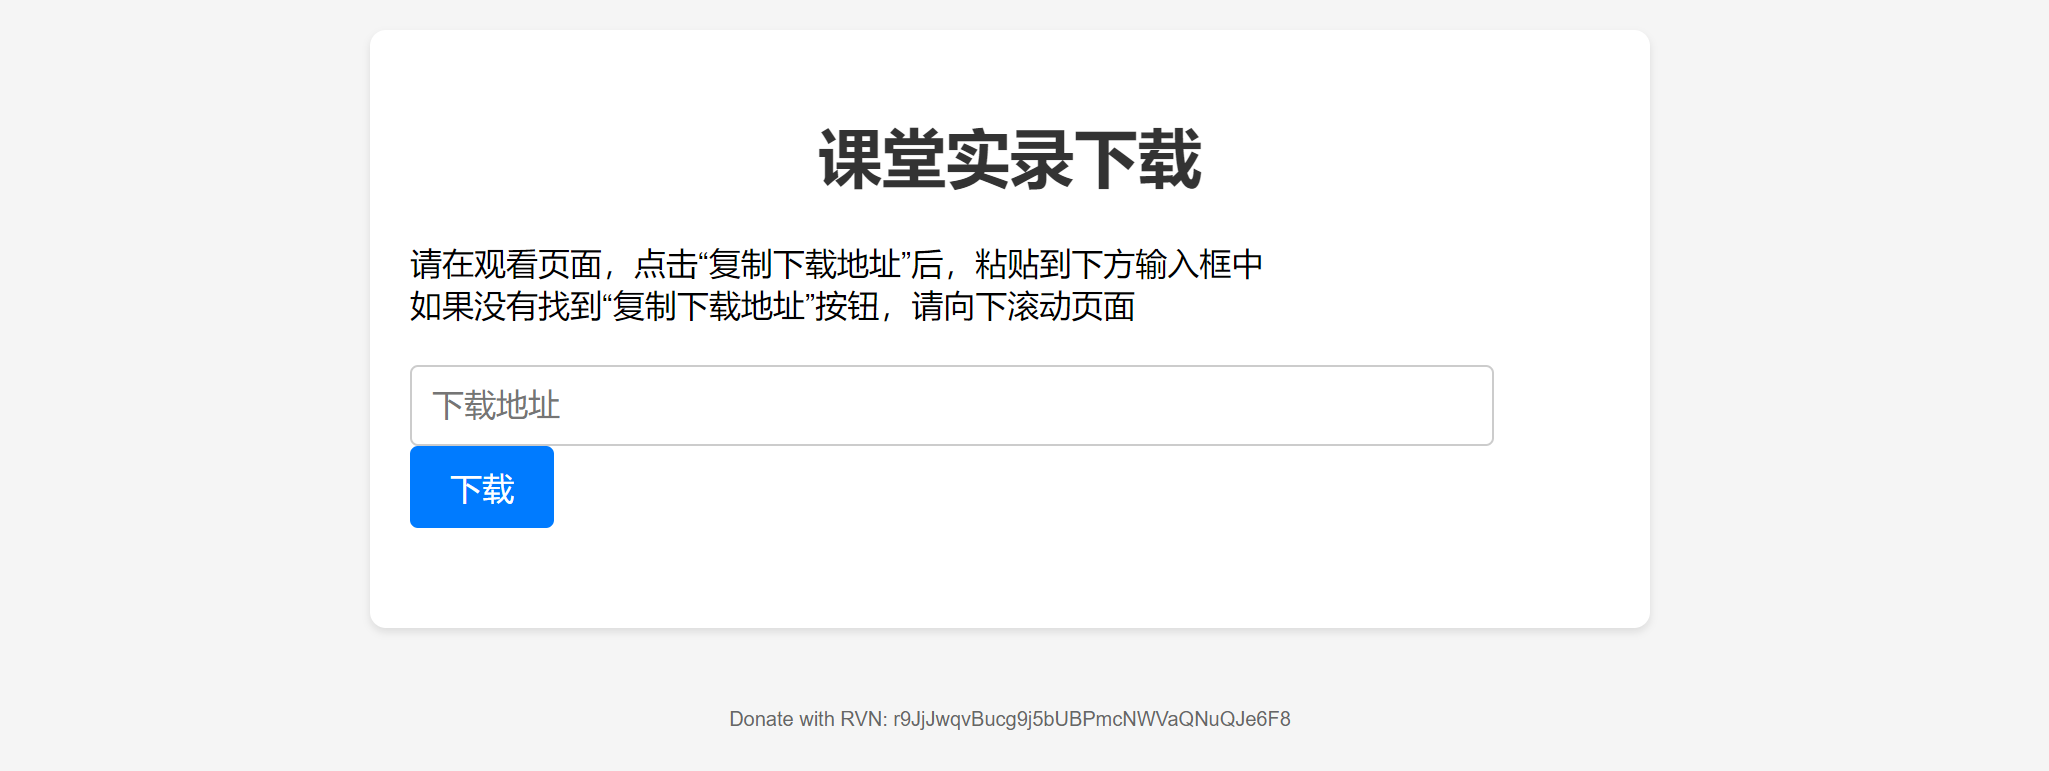 课堂实录下载
请在观看页面，点击“复制下载地址”后，粘贴到下方输入框中
如果没有找到“复制下载地址”按钮，请向下滚动页面
下载地址
下载
Donate with RVN: r9JjJwqvBucg9j5bUBPmcNWVaQNuQJe6F8